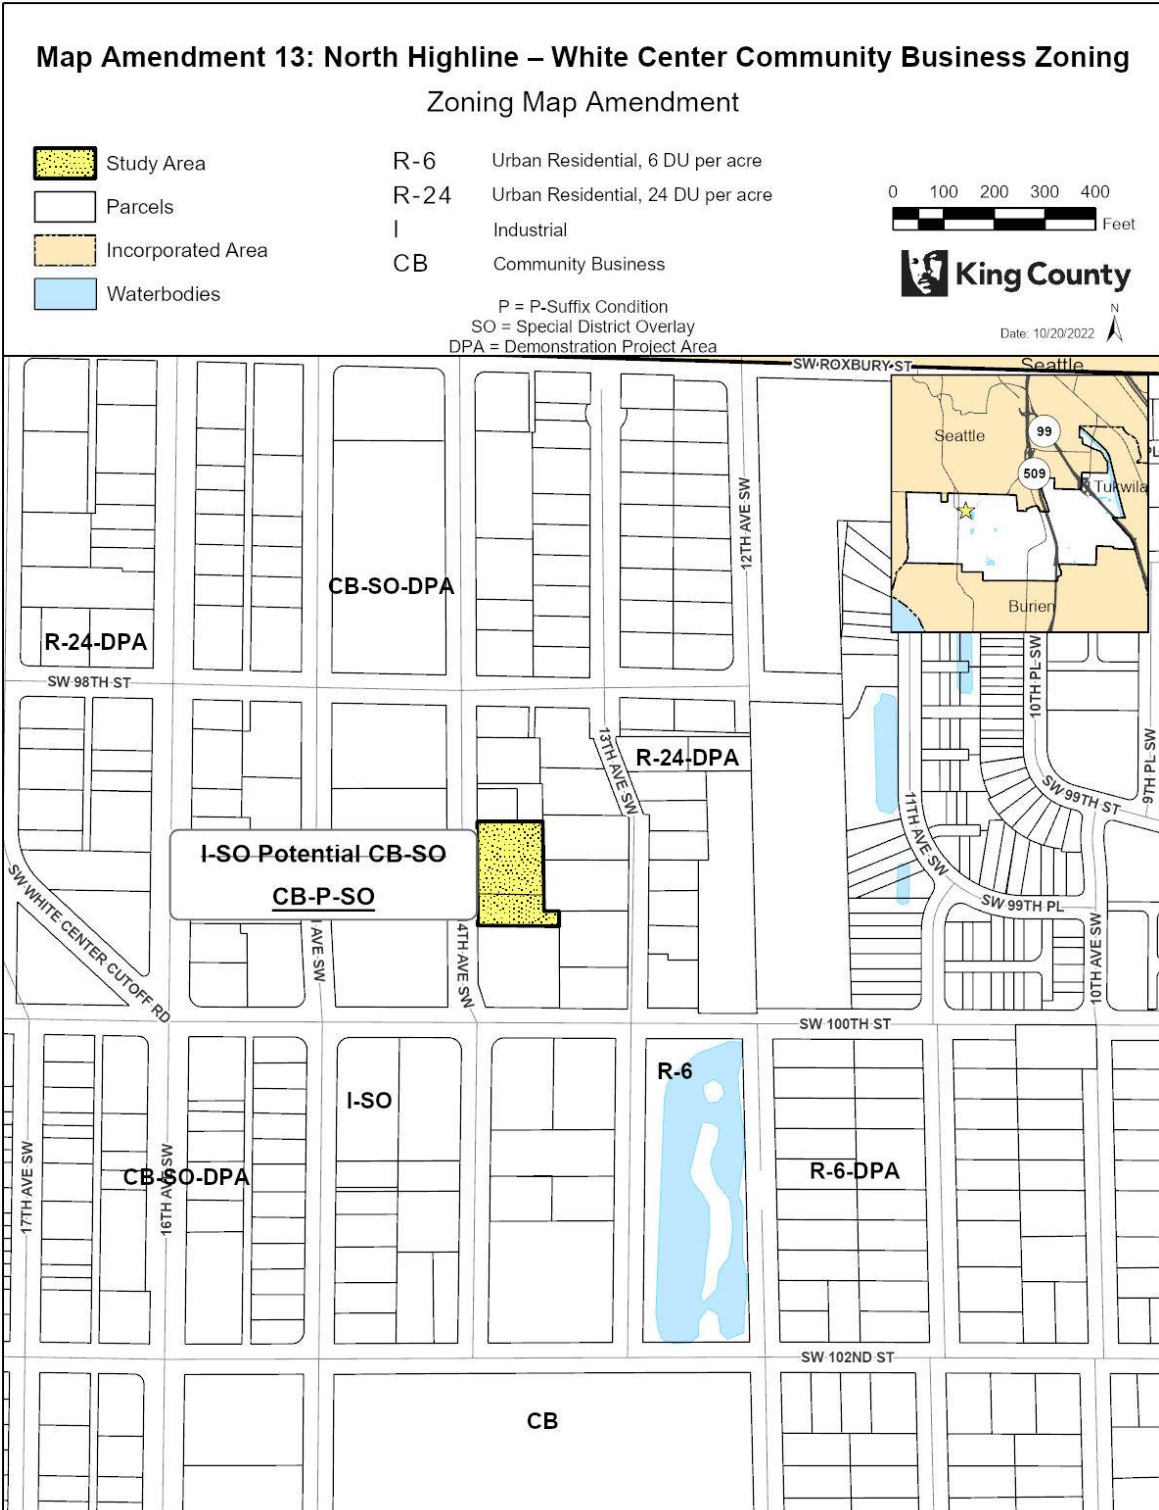 Map Amendment 13: North Highline – White Center Community Business Zoning
Zoning Map Amendment
Study Area
Parcels
Incorporated Area
Waterbodies
R-6 Urban Residential, 6 DU per acre
R-24 Urban Residential, 24 DU per acre
I Industrial
CB Community Business
P = P-Suffix Condition
SO = Special District Overlay
DPA = Demonstration Project Area
0 100 200 300 400
Feet
King County
N
Date: 10/20/2022
SW ROXBURY ST
Seattle
Seattle
99
509
Tukwila
Burien
PL
12TH AVE SW
CB-SO-DPA
R-24-DPA
SW 98TH ST
10TH PL SW
13TH AVE SW
R-24-DPA
9TH PL SW
SW 99TH ST
11TH AVE SW
I-SO Potential CB-SO
CB-P-SO
SW WHITE CENTER CUTOFF RD
AVE SW
4TH AVE SW
SW 99TH PL
10TH AVE SW
SW 100TH ST
R-6
I-SO
17TH AVE SW
16TH AVE SW
CB-SO-DPA
R-6-DPA
SW 102ND ST
CB